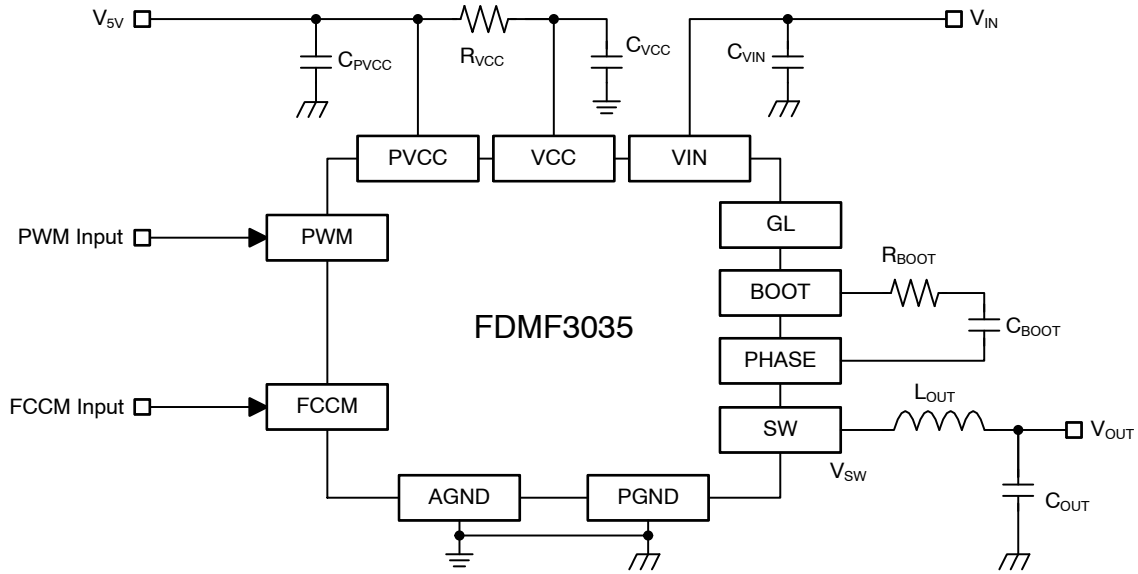 V5V
VIN
CPVCC
RVCC
CVCC
CVIN
PVCC
VCC
VIN
PWM Input
PWM
GL
RBOOT
BOOT
CBOOT
FDMF3035
PHASE
FCCM Input
FCCM
LOUT
SW
VOUT
VSW
AGND
PGND
COUT